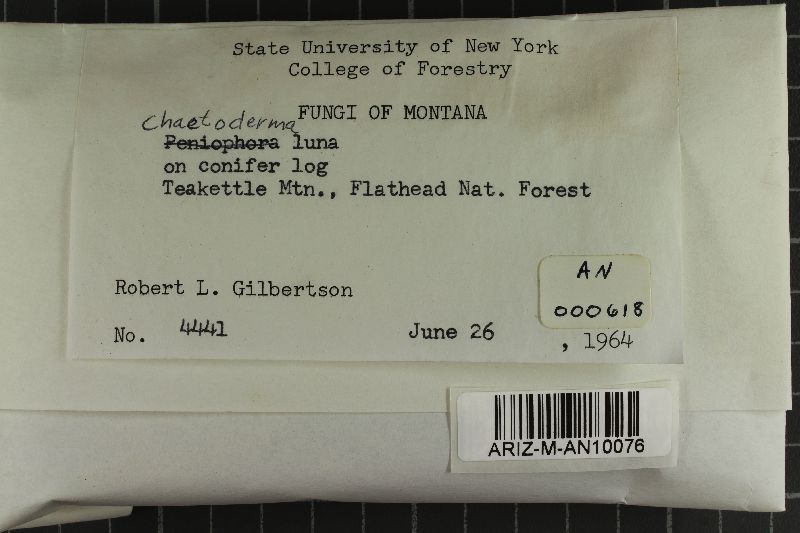 State University of New York
College of Forestry
FUNGI OF MONTANA
Chaetoderma
Peniophora luna
on conifer log
Teakettle Mtn., Flathead Nat. Forest
Robert L. Gilbertson
No. 4441 June 26, 1964
AN
000618
ARIZ-M-AN10076